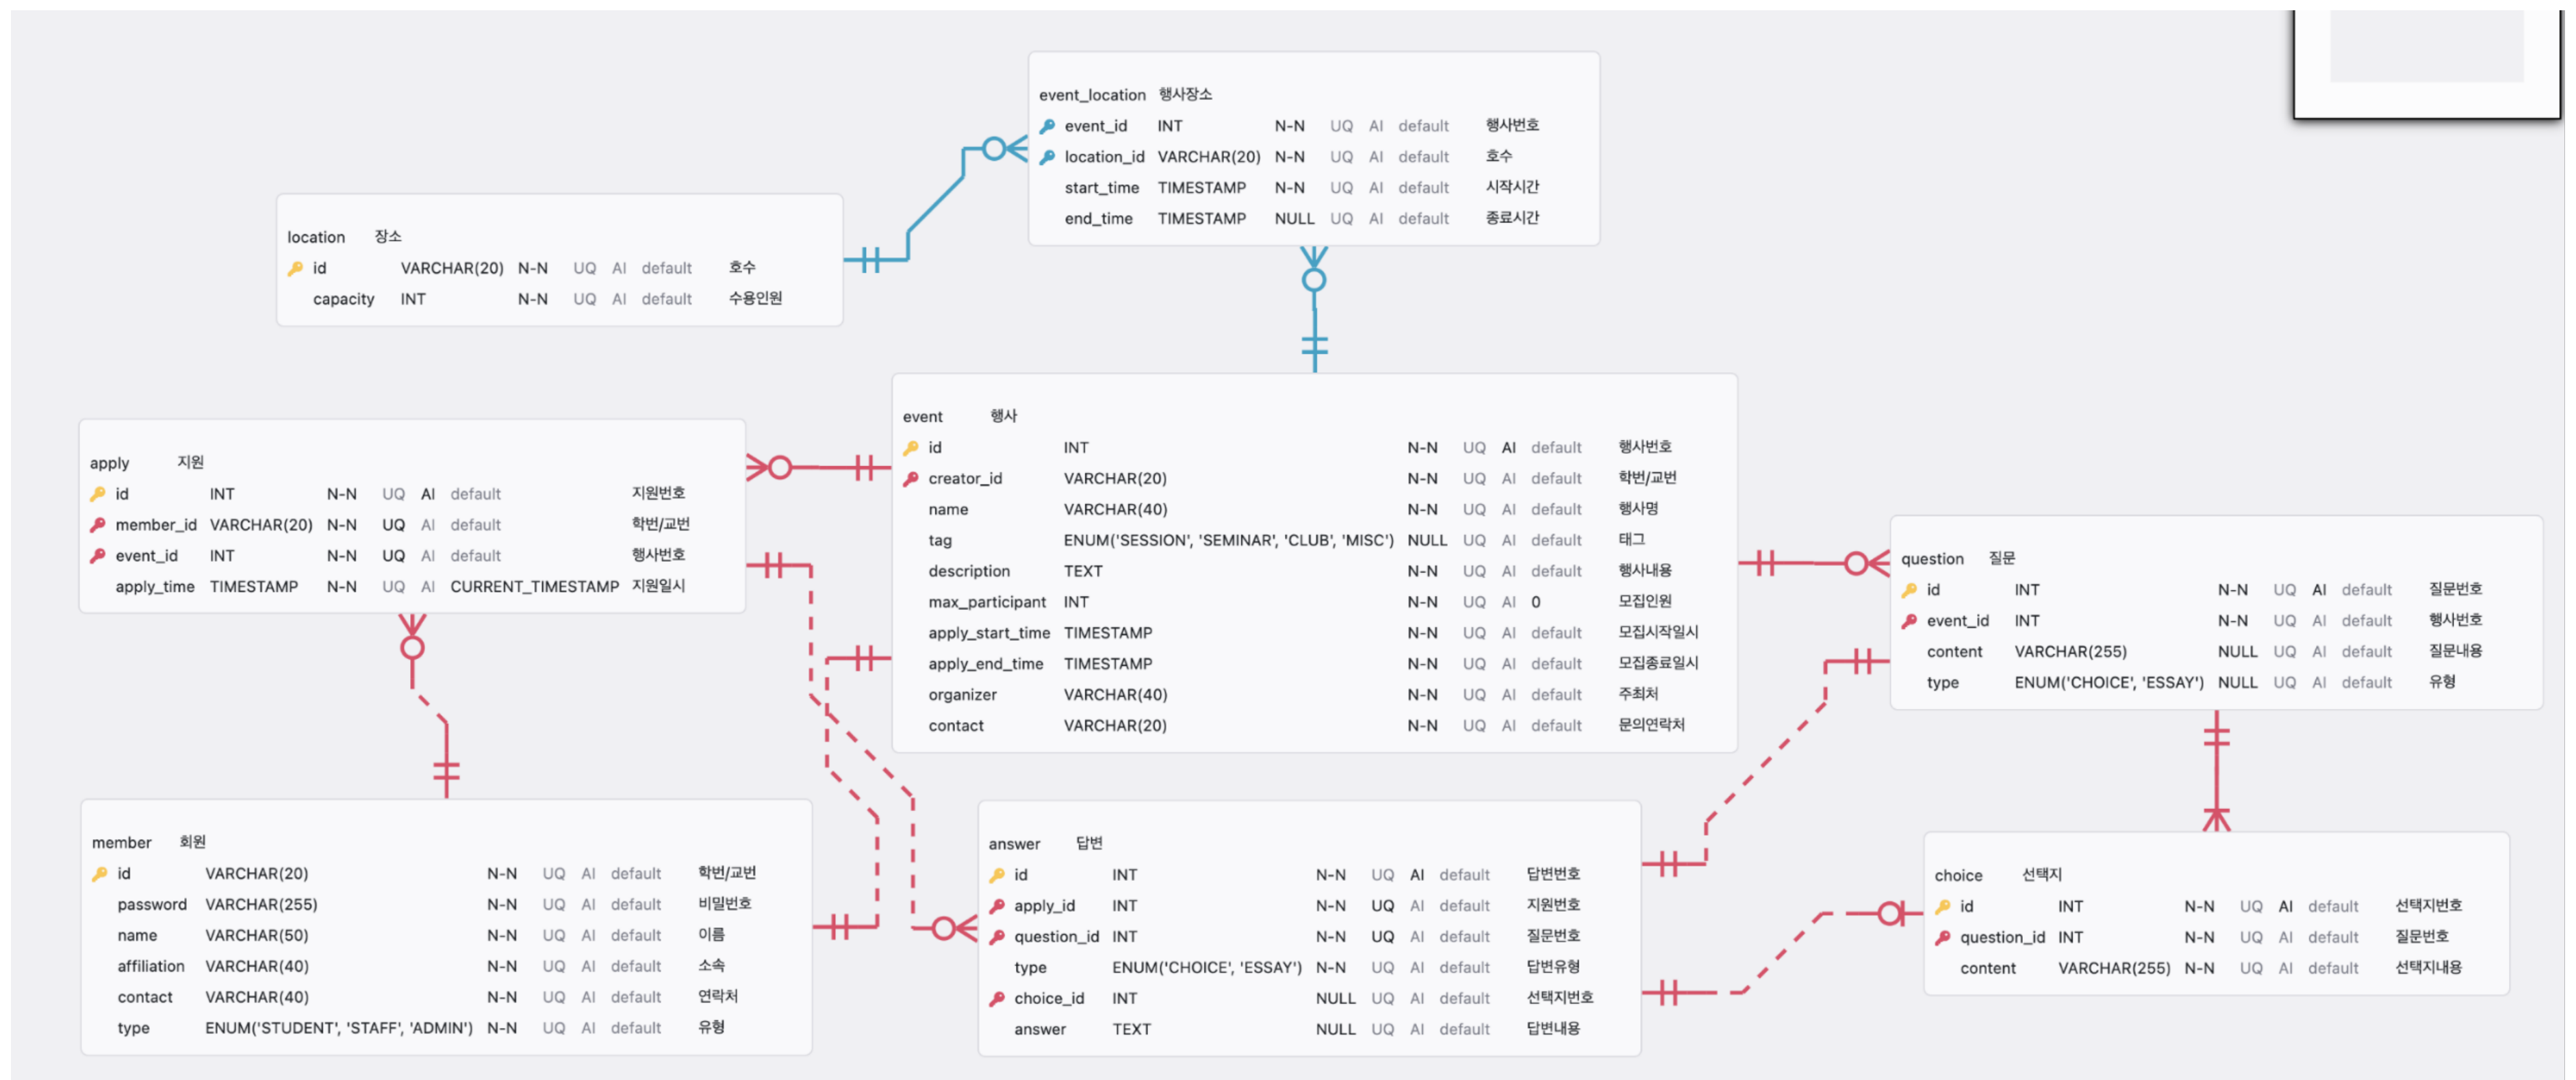 event_location 행사장소
event_id INT N-N UQ AI default 행사번호
location_id VARCHAR(20) N-N UQ AI default 호수
start_time TIMESTAMP N-N UQ AI default 시작시간
end_time TIMESTAMP NULL UQ AI default 종료시간
location 장소
id VARCHAR(20) N-N UQ AI default 호수
capacity INT N-N UQ AI default 수용인원
event 행사
id INT N-N UQ AI default 행사번호
creator_id VARCHAR(20) N-N UQ AI default 학번/교번
name VARCHAR(40) N-N UQ AI default 행사명
tag ENUM('SESSION', 'SEMINAR', 'CLUB', 'MISC') NULL UQ AI default 태그
description TEXT N-N UQ AI default 행사내용
max_participant INT N-N UQ AI 0 모집인원
apply_start_time TIMESTAMP N-N UQ AI default 모집시작일시
apply_end_time TIMESTAMP N-N UQ AI default 모집종료일시
organizer VARCHAR(40) N-N UQ AI default 주최처
contact VARCHAR(20) N-N UQ AI default 문의연락처
apply 지원
id INT N-N UQ AI default 지원번호
member_id VARCHAR(20) N-N UQ AI default 학번/교번
event_id INT N-N UQ AI default 행사번호
apply_time TIMESTAMP N-N UQ AI CURRENT_TIMESTAMP 지원일시
question 질문
id INT N-N UQ AI default 질문번호
event_id INT N-N UQ AI default 행사번호
content VARCHAR(255) NULL UQ AI default 질문내용
type ENUM('CHOICE', 'ESSAY') NULL UQ AI default 유형
member 회원
id VARCHAR(20) N-N UQ AI default 학번/교번
password VARCHAR(255) N-N UQ AI default 비밀번호
name VARCHAR(50) N-N UQ AI default 이름
affiliation VARCHAR(40) N-N UQ AI default 소속
contact VARCHAR(40) N-N UQ AI default 연락처
type ENUM('STUDENT', 'STAFF', 'ADMIN') N-N UQ AI default 유형
answer 답변
id INT N-N UQ AI default 답변번호
apply_id INT N-N UQ AI default 지원번호
question_id INT N-N UQ AI default 질문번호
type ENUM('CHOICE', 'ESSAY') N-N UQ AI default 답변유형
choice_id INT NULL UQ AI default 선택지번호
answer TEXT NULL UQ AI default 답변내용
choice 선택지
id INT N-N UQ AI default 선택지번호
question_id INT N-N UQ AI default 질문번호
content VARCHAR(255) N-N UQ AI default 선택지내용